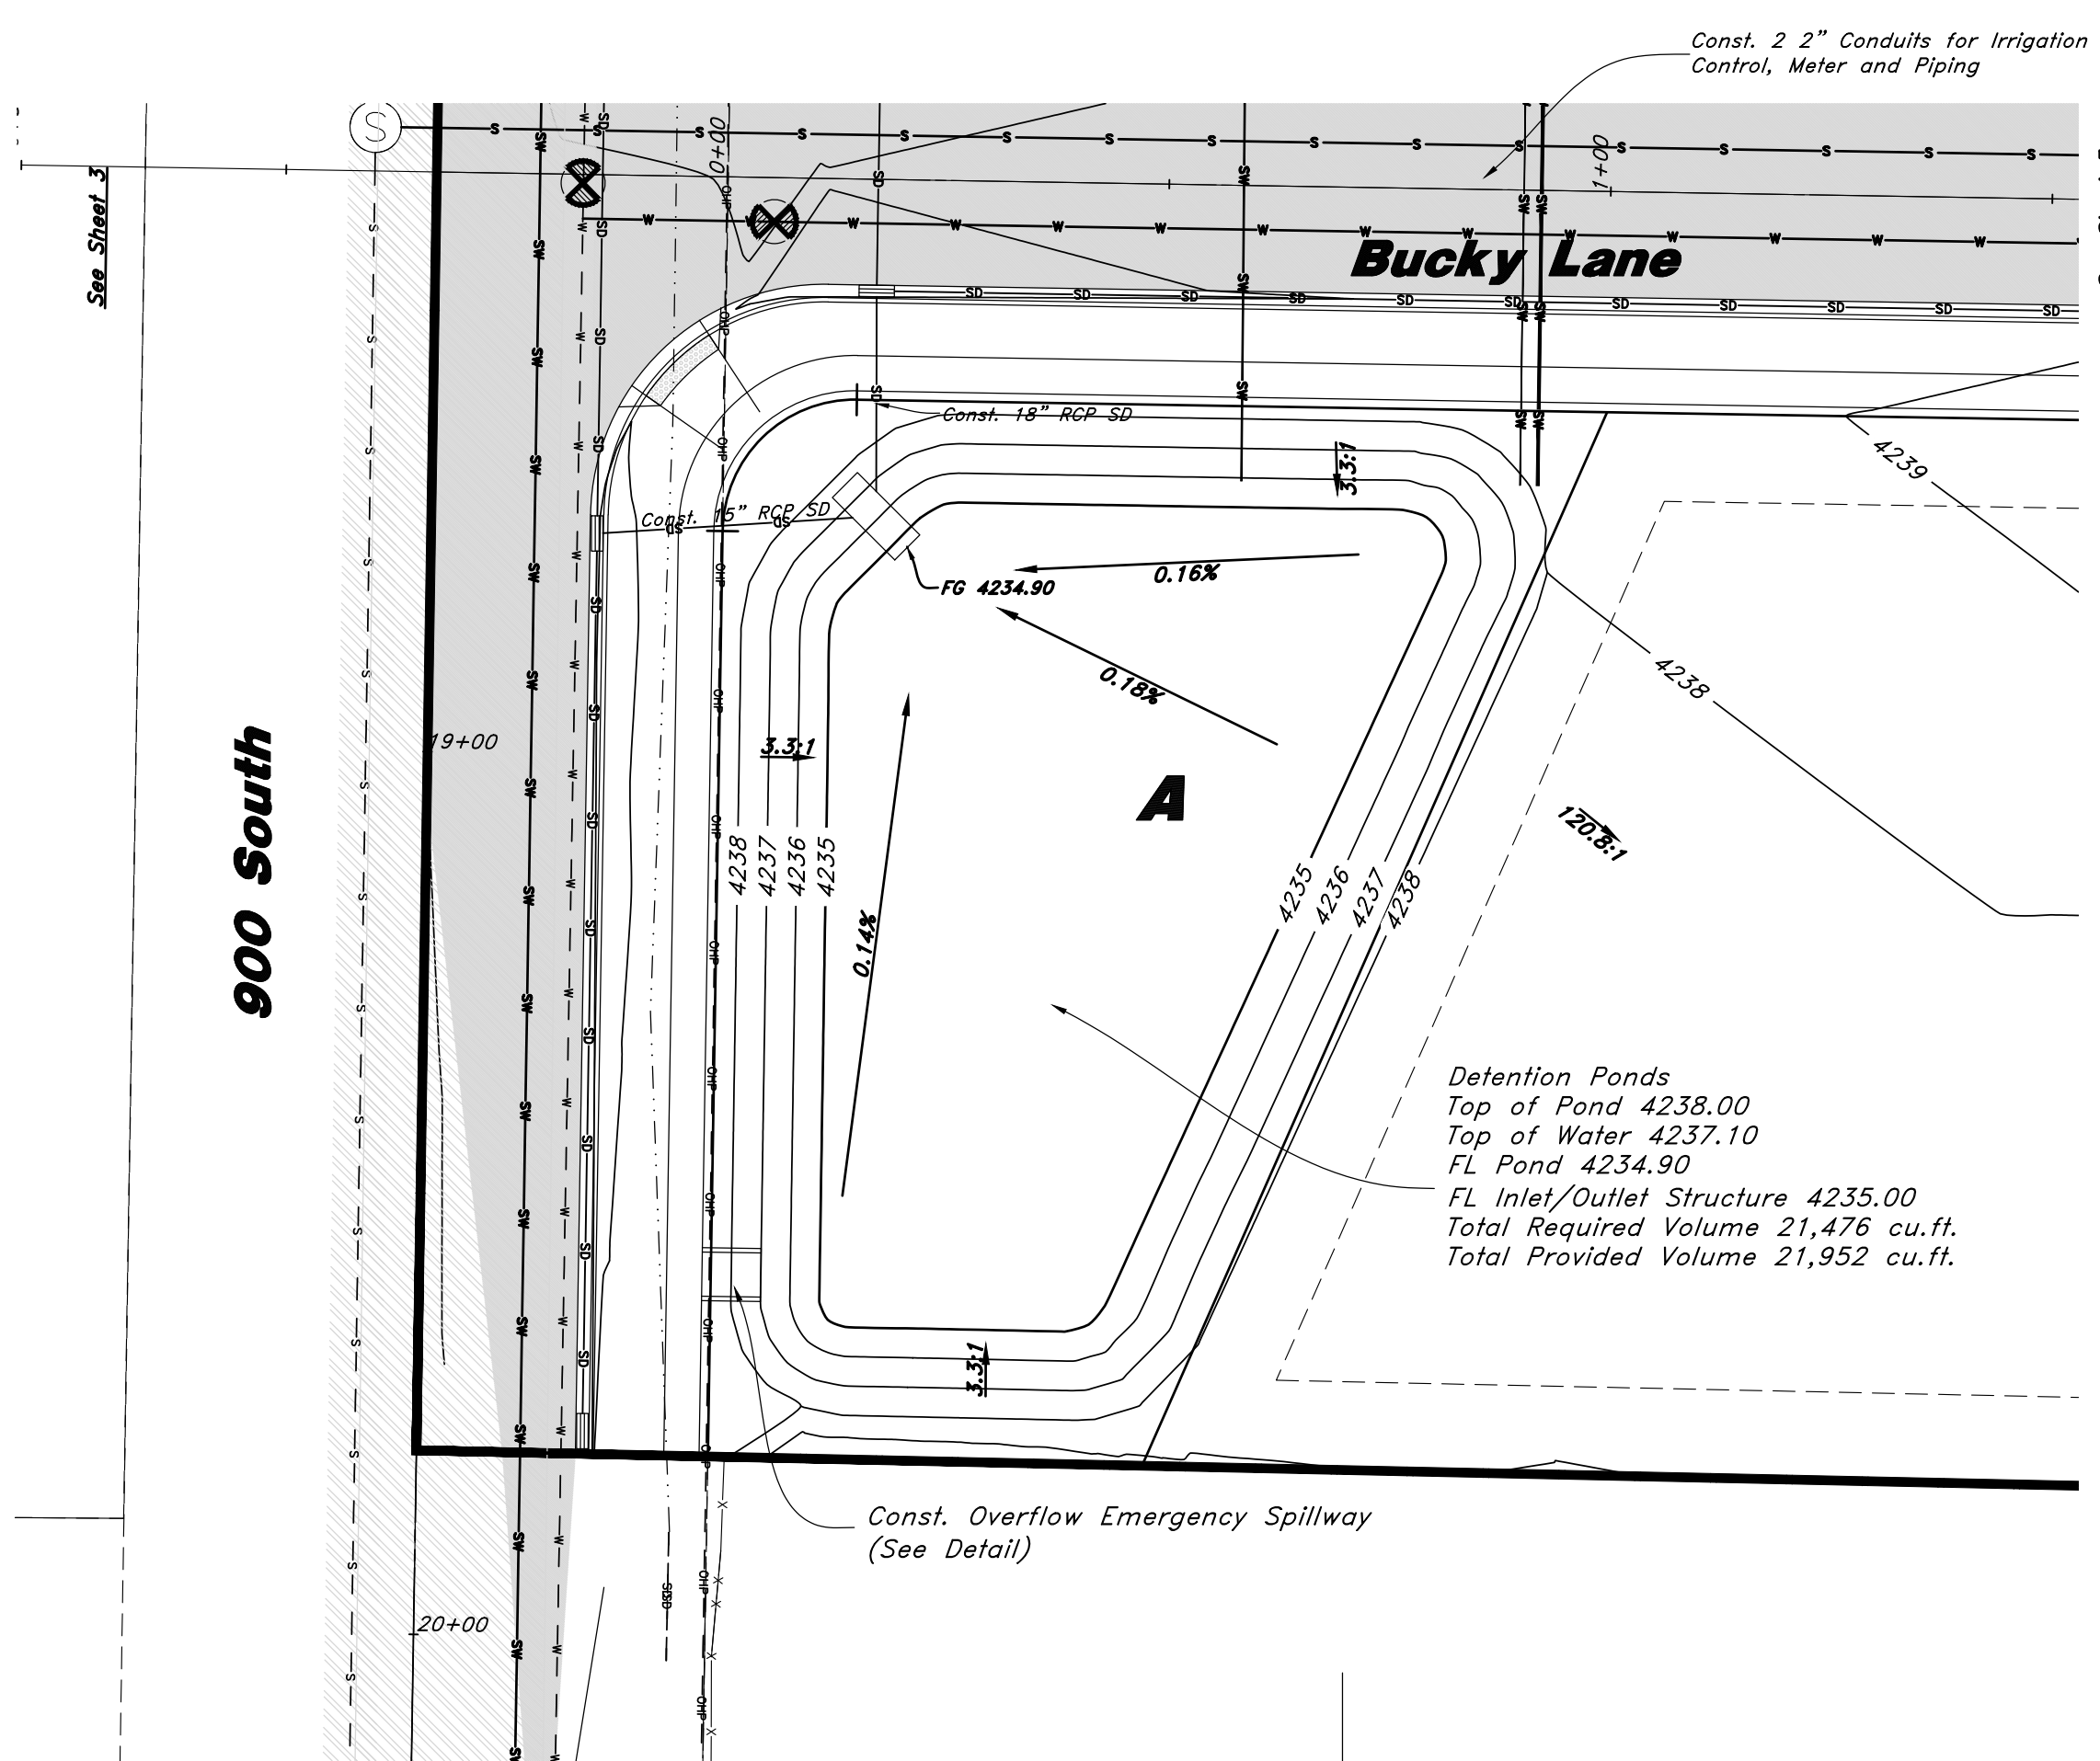 Const. 2 2” Conduits for Irrigation
Control, Meter and Piping
S
See Sheet 3
0+00
1+00
Bucky Lane
Const. 18” RCP SD
Const. 15” RCP SD
FG 4234.90
3.3:1
0.16%
0.18%
0.14%
3.3:1
3.3:1
4239
4238
19+00
900 South
A
120.8:1
4238
4237
4236
4235
4235
4236
4237
4238
Detention Ponds
Top of Pond 4238.00
Top of Water 4237.10
FL Pond 4234.90
FL Inlet/Outlet Structure 4235.00
Total Required Volume 21,476 cu.ft.
Total Provided Volume 21,952 cu.ft.
Const. Overflow Emergency Spillway
(See Detail)
20+00
S
SW
W
SD
OHP
X